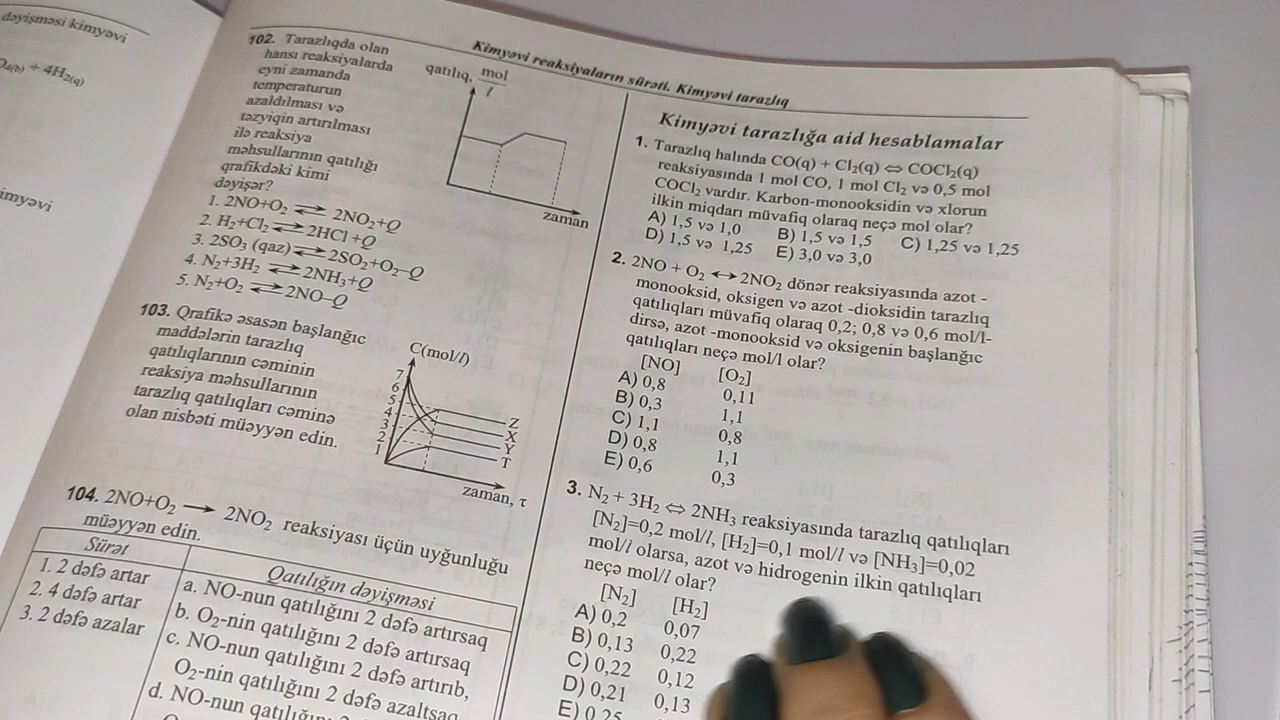 dəyişməsi kimyəvi
+ 4H₂(q)
kimyəvi
Kimyəvi reaksiyaların sürəti. Kimyəvi tarazlıq
102. Tarazlıqda olan
hansı reaksiyalarda
eyni zamanda
temperaturun
azaldılması və
təzyiqin artırılması
ilə reaksiya
məhsullarının qatılığı
qrafikdəki kimi
dəyişər?
qatılıq, mol/l
zaman
1. 2NO+O₂ ⇄ 2NO₂+Q
2. H₂+Cl₂ ⇄ 2HCl+Q
3. 2SO₃ (qaz) ⇄ 2SO₂+O₂–Q
4. N₂+3H₂ ⇄ 2NH₃+Q
5. N₂+O₂ ⇄ 2NO–Q
103. Qrafikə əsasən başlanğıc
maddələrin tarazlıq
qatılıqlarının cəminin
reaksiya məhsullarının
tarazlıq qatılıqları cəminə
olan nisbəti müəyyən edin.
C(mol/l)
7
6
5
4
3
2
1
Z
X
Y
T
zaman, τ
104. 2NO+O₂ → 2NO₂ reaksiyası üçün uyğunluğu
müəyyən edin.
Sürət
Qatılığın dəyişməsi
1. 2 dəfə artar
2. 4 dəfə artar
3. 2 dəfə azalar
a. NO-nun qatılığını 2 dəfə artırsaq
b. O₂-nin qatılığını 2 dəfə artırsaq
c. NO-nun qatılığını 2 dəfə artırıb,
O₂-nin qatılığını 2 dəfə azaltsaq
d. NO-nun qatılığını 2
Kimyəvi tarazlığa aid hesablamalar
1. Tarazlıq halında CO(q) + Cl₂(q) ⇔ COCl₂(q)
reaksiyasında 1 mol CO, 1 mol Cl₂ və 0,5 mol
COCl₂ vardır. Karbon-monooksidin və xlorun
ilkin miqdarı müvafiq olaraq neçə mol olar?
A) 1,5 və 1,0 B) 1,5 və 1,5 C) 1,25 və 1,25
D) 1,5 və 1,25 E) 3,0 və 3,0
2. 2NO + O₂ ↔ 2NO₂ dönər reaksiyasında azot -
monooksid, oksigen və azot -dioksidin tarazlıq
qatılıqları müvafiq olaraq 0,2; 0,8 və 0,6 mol/l-
dirsə, azot -monooksid və oksigenin başlanğıc
qatılıqları neçə mol/l olar?
[NO] [O₂]
A) 0,8 0,11
B) 0,3 1,1
C) 1,1 0,8
D) 0,8 1,1
E) 0,6 0,3
3. N₂ + 3H₂ ⇔ 2NH₃ reaksiyasında tarazlıq qatılıqları
[N₂]=0,2 mol/l, [H₂]=0,1 mol/l və [NH₃]=0,02
mol/l olarsa, azot və hidrogenin ilkin qatılıqları
neçə mol/l olar?
[N₂] [H₂]
A) 0,2 0,07
B) 0,13 0,22
C) 0,22 0,12
D) 0,21 0,13
E) 0,25